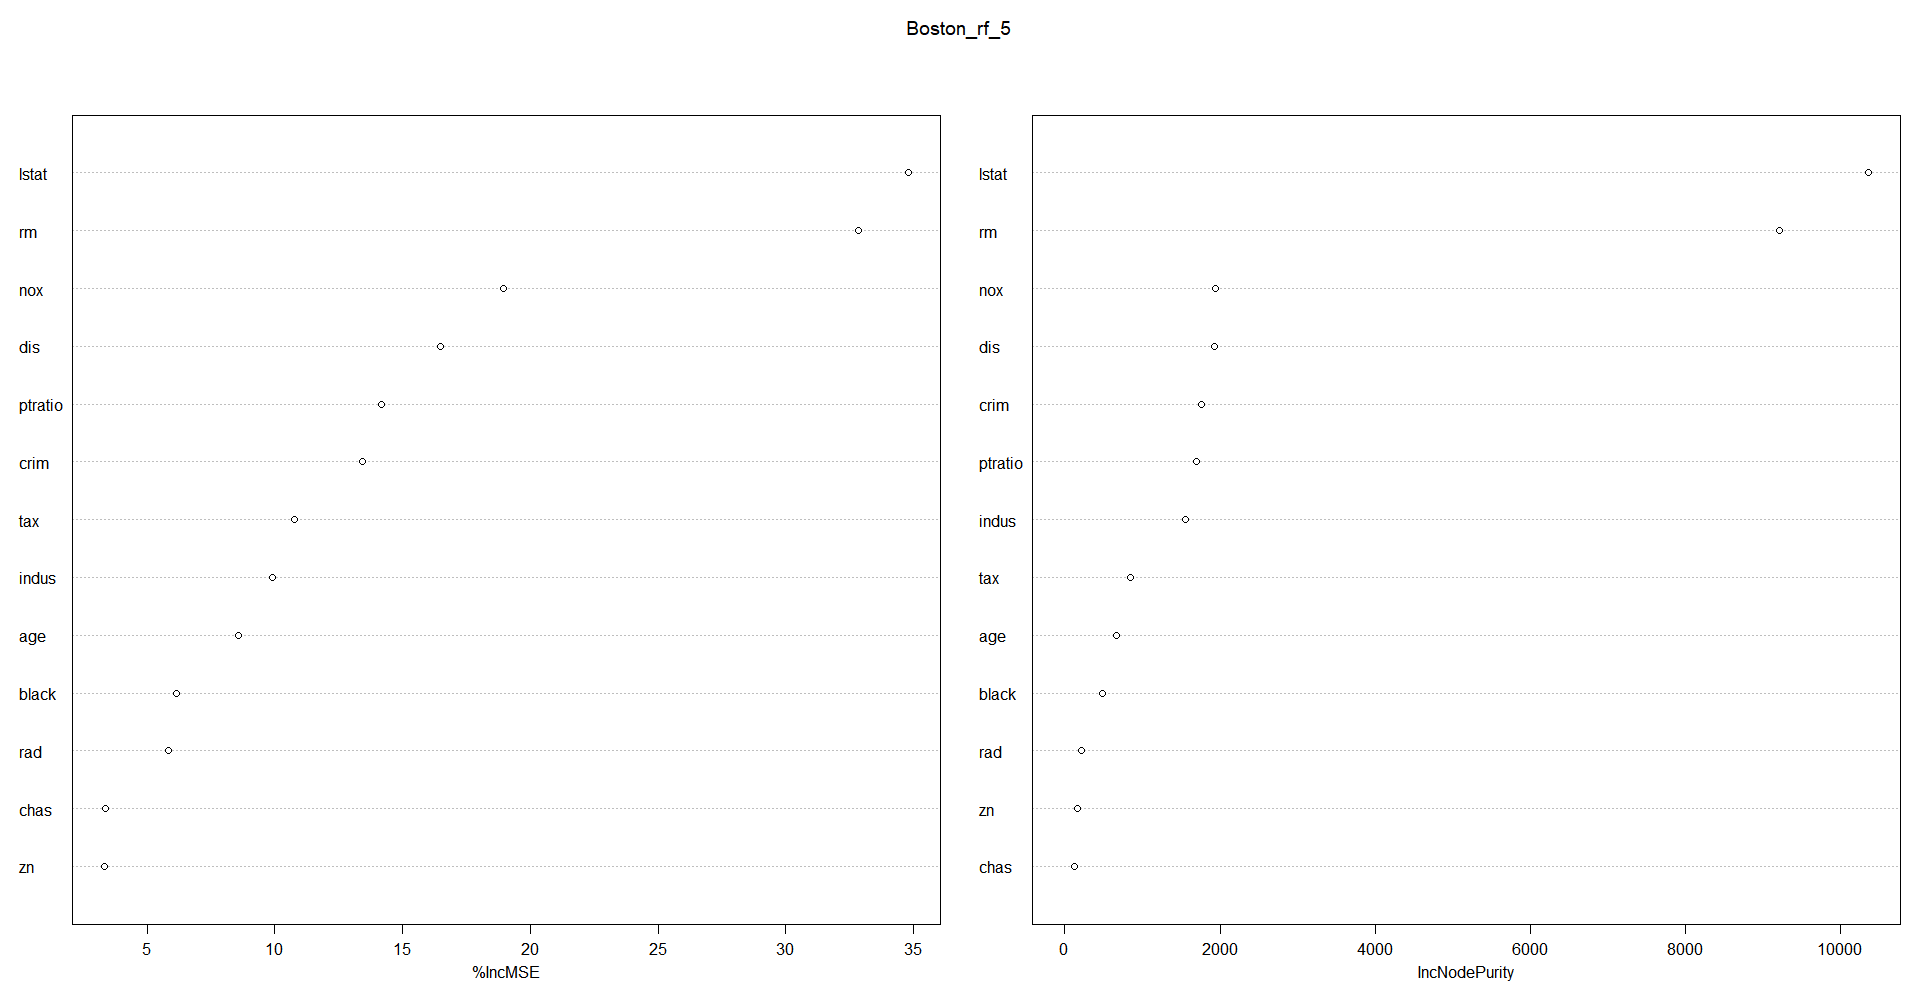 Boston_rf_5
lstat
rm
nox
dis
ptratio
crim
tax
indus
age
black
rad
chas
zn
5 10 15 20 25 30 35
%IncMSE
lstat
rm
nox
dis
crim
ptratio
indus
tax
age
black
rad
zn
chas
0 2000 4000 6000 8000 10000
IncNodePurity